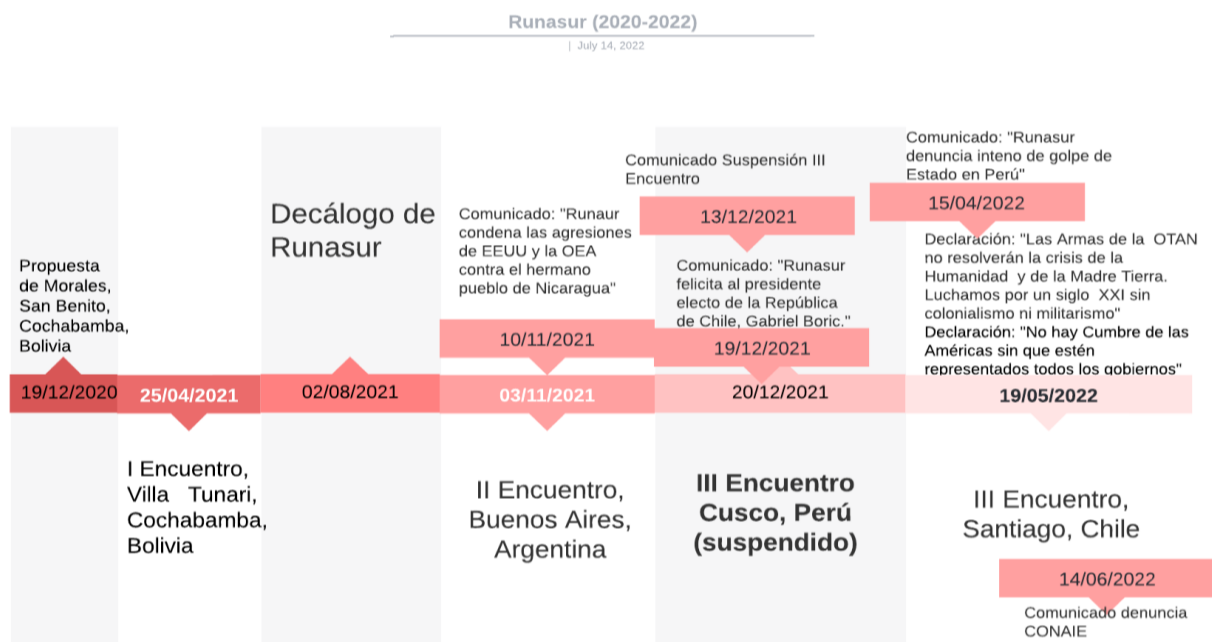 Runasur (2020-2022)
| July 14, 2022
Propuesta
de Morales,
San Benito,
Cochabamba,
Bolivia
19/12/2020
25/04/2021
I Encuentro,
Villa Tunari,
Cochabamba,
Bolivia
Decálogo de
Runasur
02/08/2021
Comunicado: "Runaur
condena las agresiones
de EEUU y la OEA
contra el hermano
pueblo de Nicaragua"
10/11/2021
03/11/2021
II Encuentro,
Buenos Aires,
Argentina
Comunicado Suspensión III
Encuentro
13/12/2021
Comunicado: "Runasur
felicita al presidente
electo de la República
de Chile, Gabriel Boric."
19/12/2021
20/12/2021
III Encuentro
Cusco, Perú
(suspendido)
Comunicado: "Runasur
denuncia inteno de golpe de
Estado en Perú"
15/04/2022
Declaración: "Las Armas de la OTAN
no resolverán la crisis de la
Humanidad y de la Madre Tierra.
Luchamos por un siglo XXI sin
colonialismo ni militarismo"
Declaración: "No hay Cumbre de las
Américas sin que estén
representados todos los gobiernos"
19/05/2022
III Encuentro,
Santiago, Chile
14/06/2022
Comunicado denuncia
CONAIE